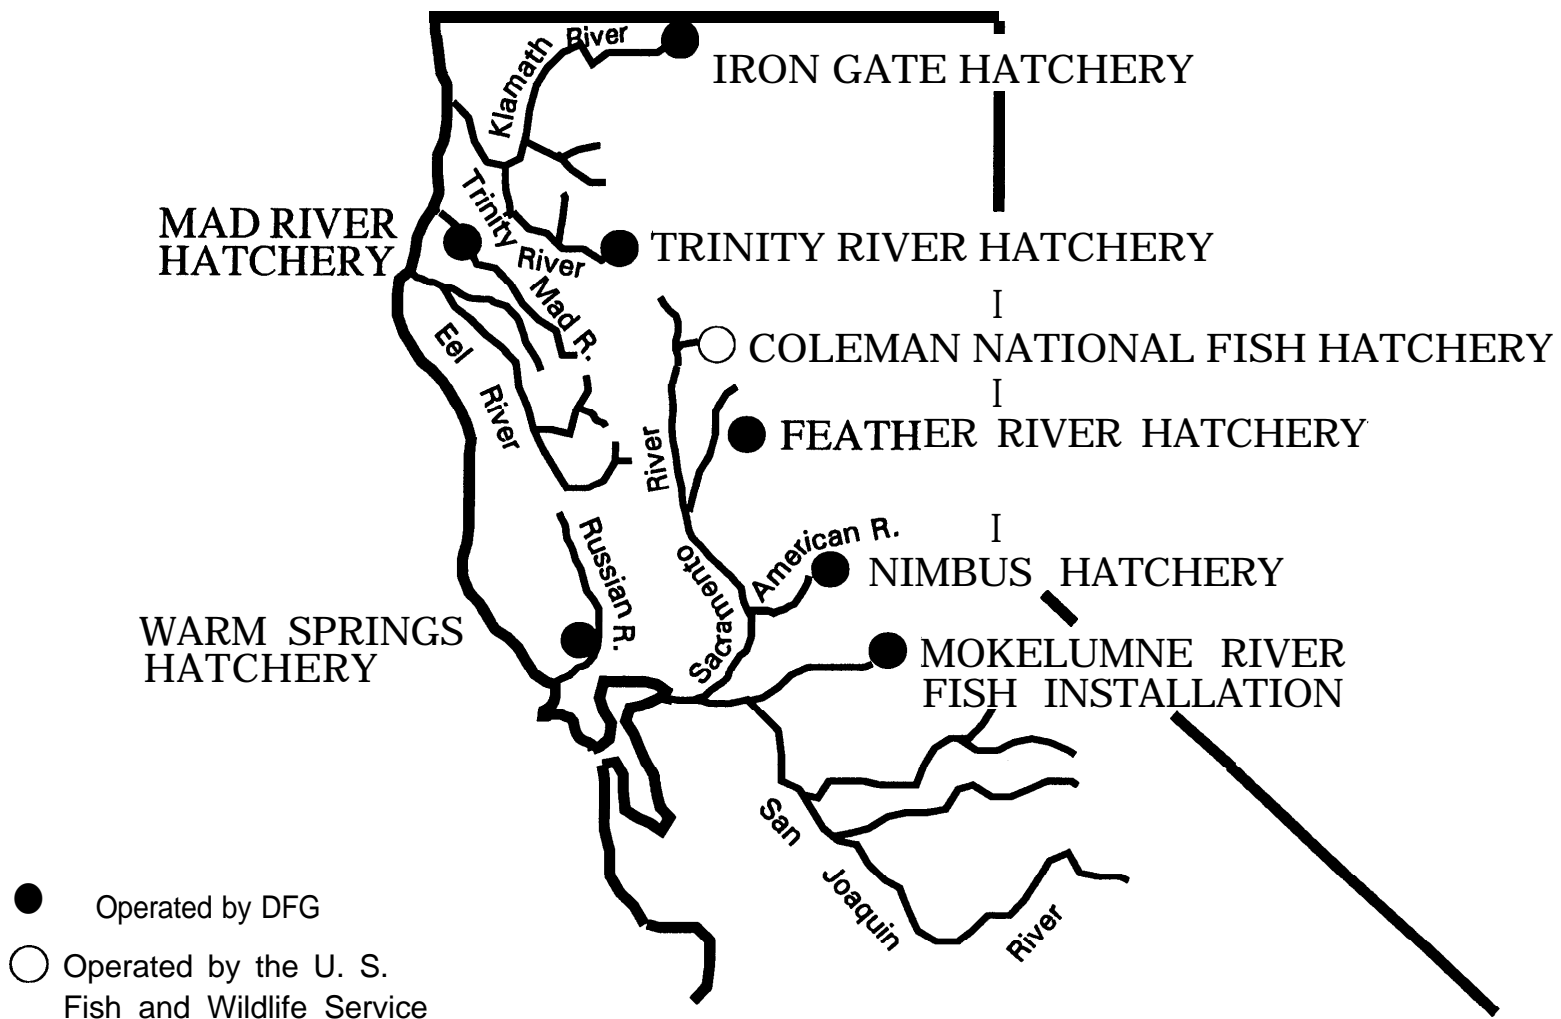 Klamath River
IRON GATE HATCHERY
MAD RIVER
HATCHERY
Trinity River
TRINITY RIVER HATCHERY
Mad R.
COLEMAN NATIONAL FISH HATCHERY
Eel River
FEATHER RIVER HATCHERY
Sacramento River
American R.
NIMBUS HATCHERY
Russian R.
WARM SPRINGS
HATCHERY
MOKELUMNE RIVER
FISH INSTALLATION
San Joaquin River
Operated by DFG
Operated by the U. S.
Fish and Wildlife Service